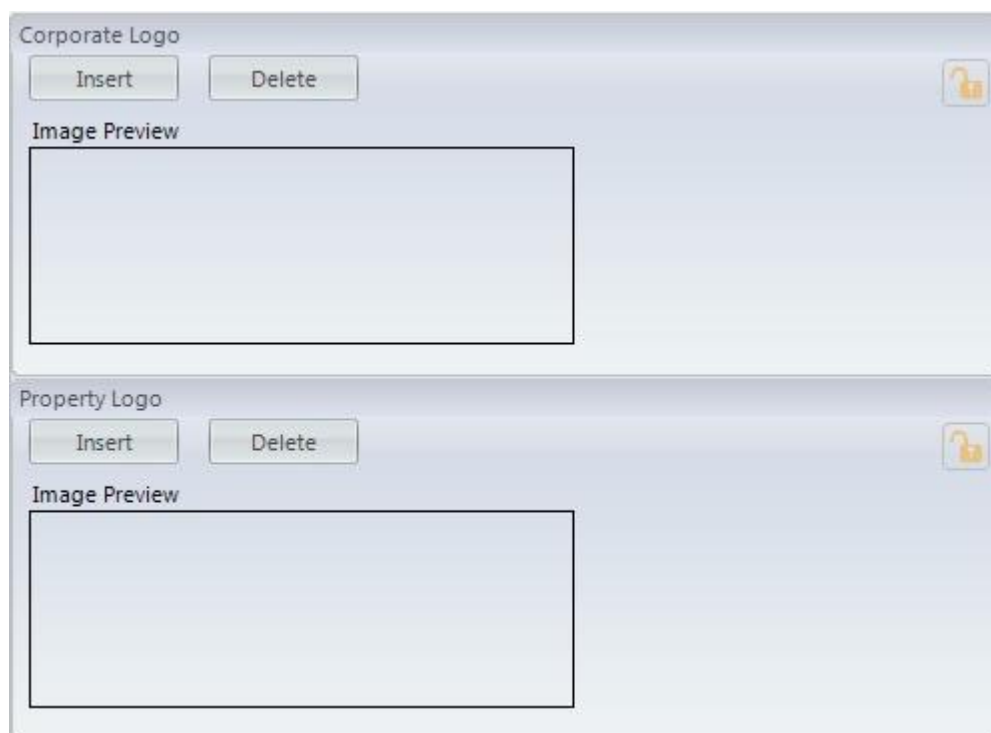 Corporate Logo
Insert Delete
Image Preview
Property Logo
Insert Delete
Image Preview